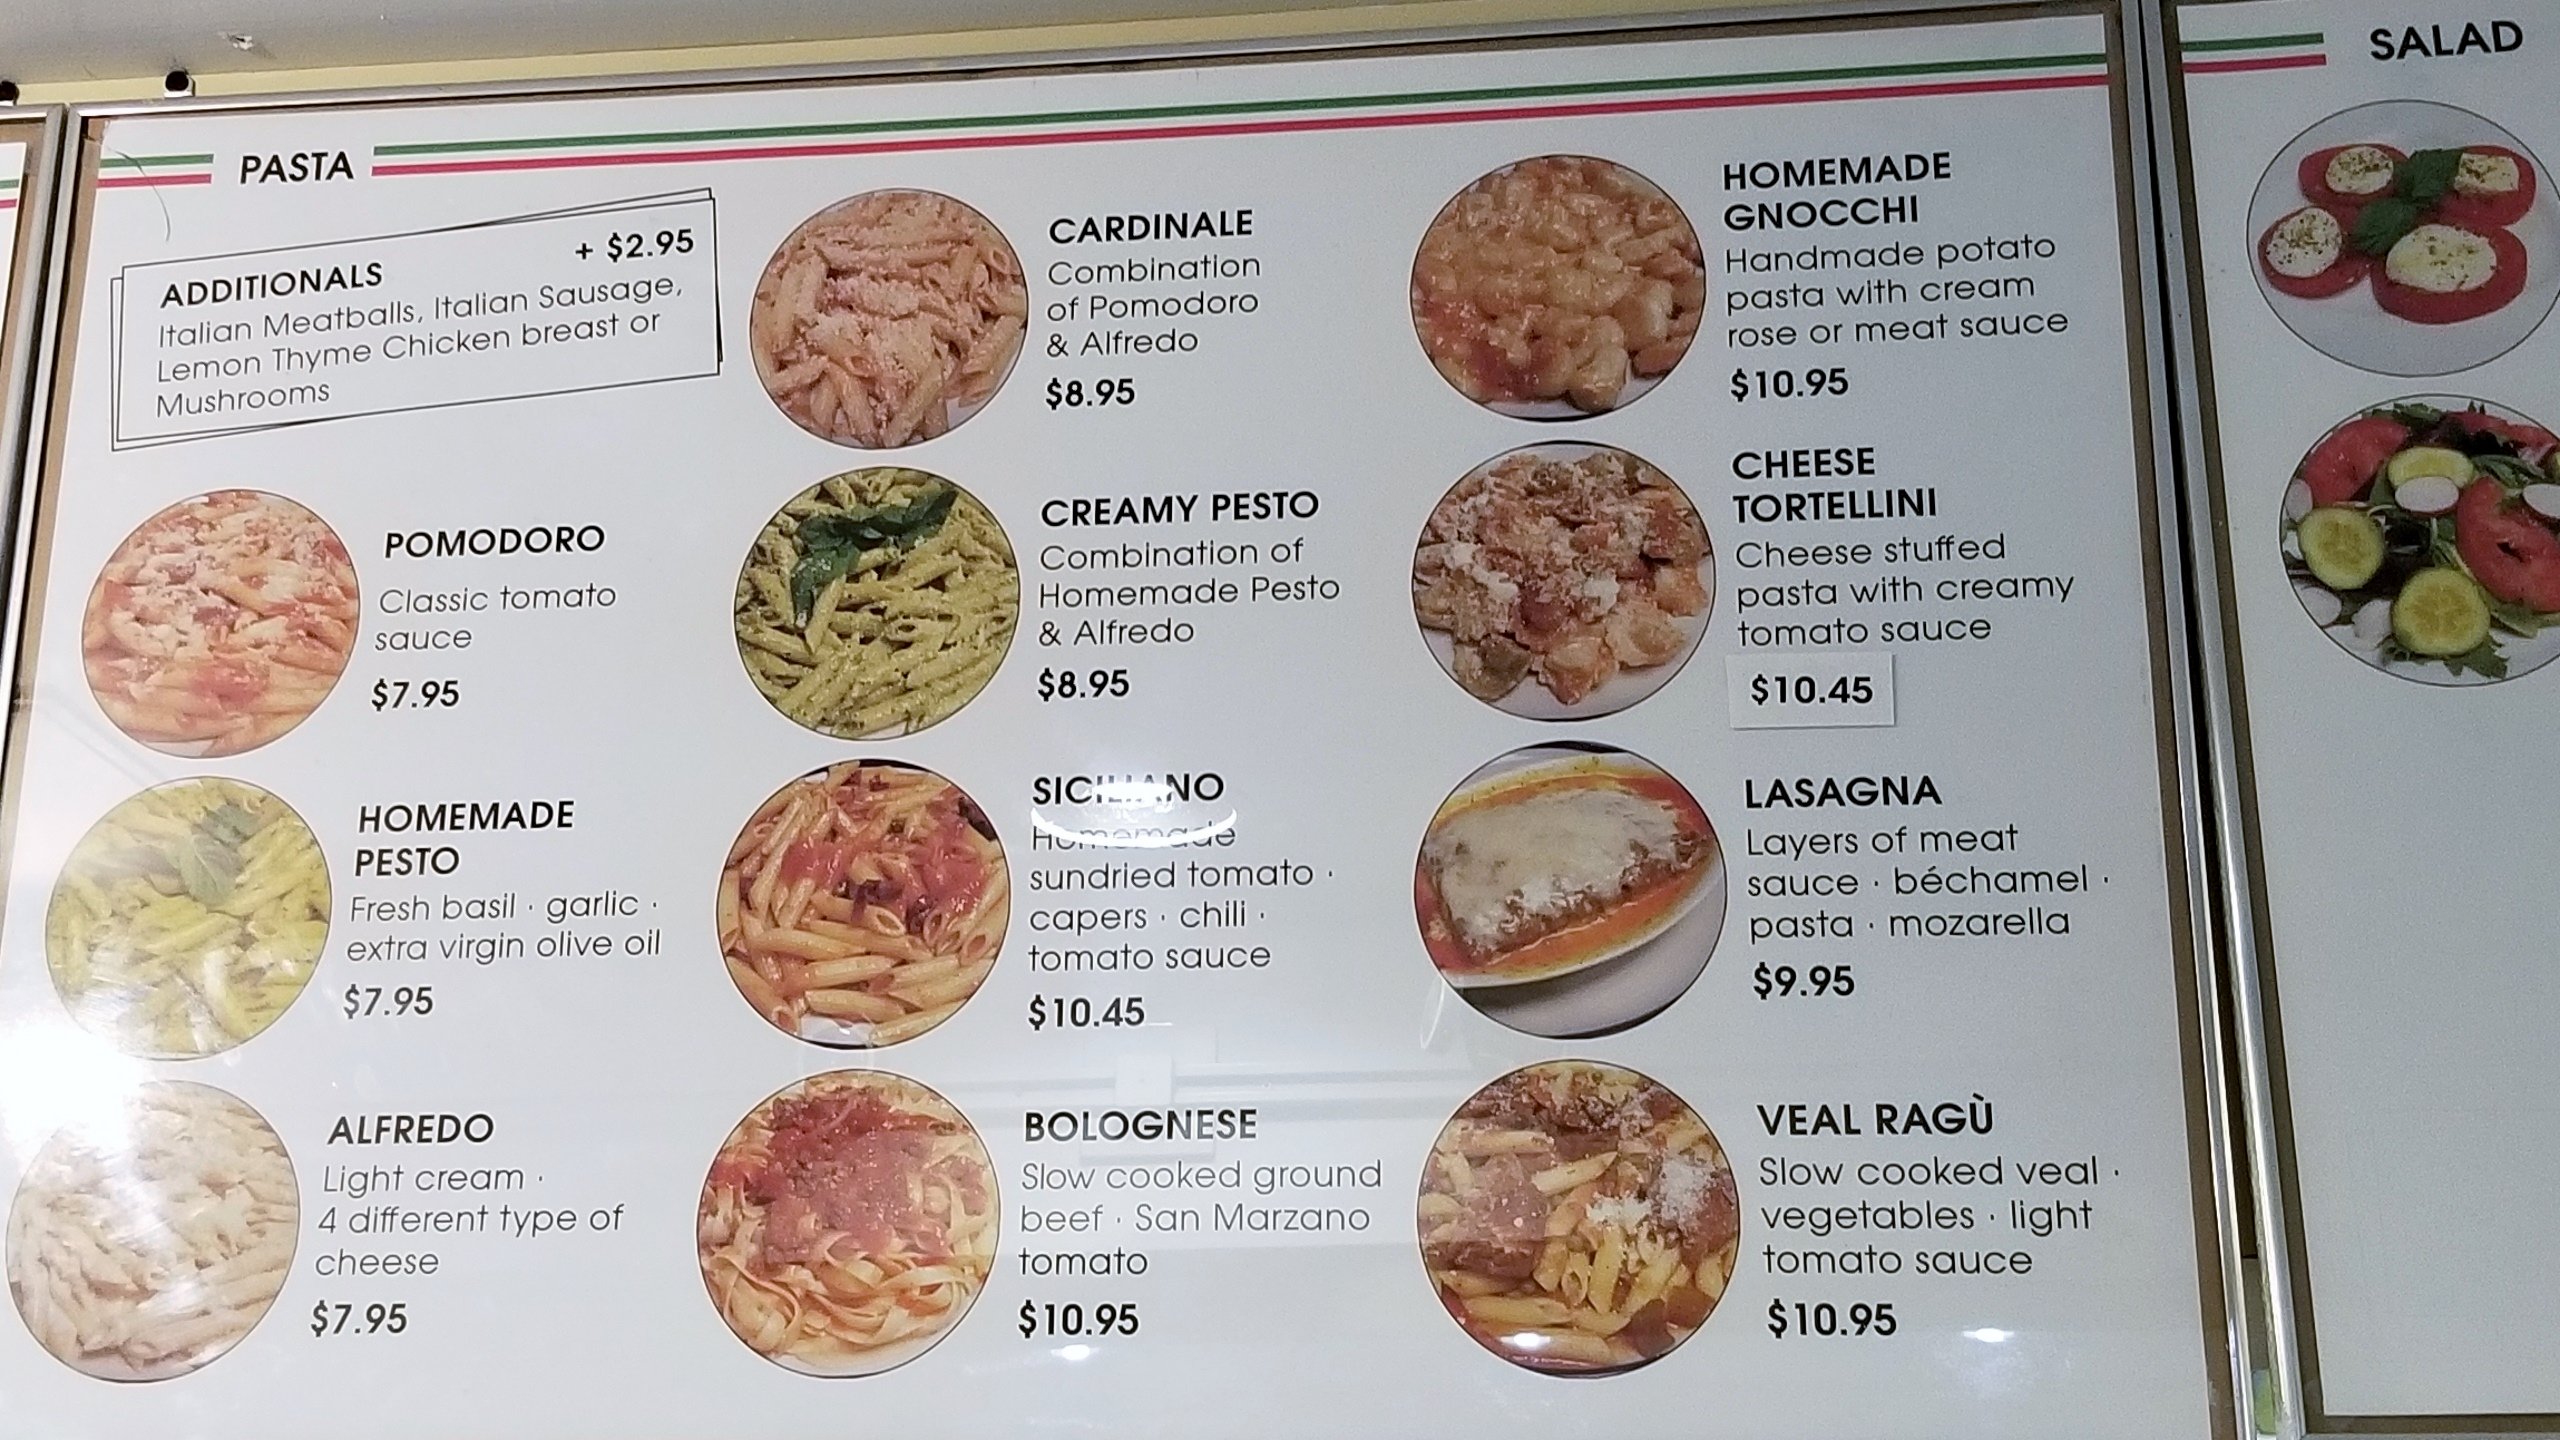 PASTA
ADDITIONALS + $2.95
Italian Meatballs, Italian Sausage,
Lemon Thyme Chicken breast or
Mushrooms
POMODORO
Classic tomato
sauce
$7.95
HOMEMADE
PESTO
Fresh basil · garlic ·
extra virgin olive oil
$7.95
ALFREDO
Light cream ·
4 different type of
cheese
$7.95
CARDINALE
Combination
of Pomodoro
& Alfredo
$8.95
CREAMY PESTO
Combination of
Homemade Pesto
& Alfredo
$8.95
SICILIANO
Homemade
sundried tomato ·
capers · chili ·
tomato sauce
$10.45
BOLOGNESE
Slow cooked ground
beef · San Marzano
tomato
$10.95
HOMEMADE
GNOCCHI
Handmade potato
pasta with cream
rose or meat sauce
$10.95
CHEESE
TORTELLINI
Cheese stuffed
pasta with creamy
tomato sauce
$10.45
LASAGNA
Layers of meat
sauce · béchamel ·
pasta · mozarella
$9.95
VEAL RAGÙ
Slow cooked veal ·
vegetables · light
tomato sauce
$10.95
SALAD